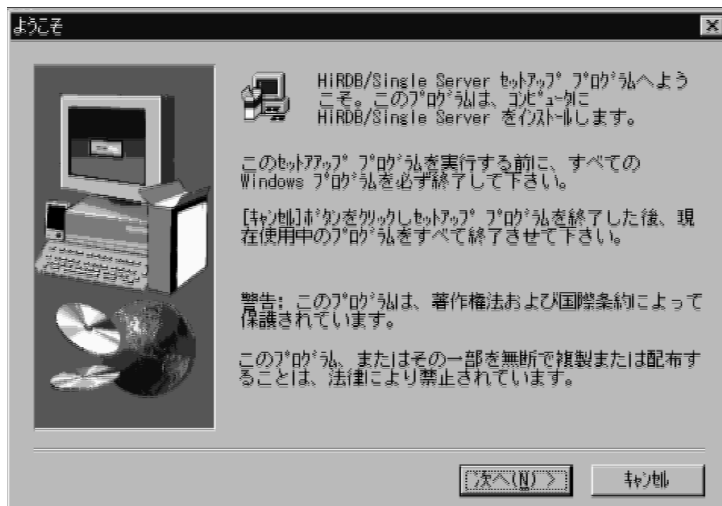 ようこそ
HiRDB/Single Server ｾｯﾄｱｯﾌﾟ ﾌﾟﾛｸﾞﾗﾑへよう
こそ。このﾌﾟﾛｸﾞﾗﾑは、ｺﾝﾋﾟｭｰﾀに
HiRDB/Single Server をｲﾝｽﾄｰﾙします。
このｾｯﾄｱｱｯﾌﾟ ﾌﾟﾛｸﾞﾗﾑを実行する前に、すべての
Windows ﾌﾟﾛｸﾞﾗﾑを必ず終了して下さい。
[ｷｬﾝｾﾙ]ﾎﾞﾀﾝをｸﾘｯｸしｾｯﾄｱｯﾌﾟ ﾌﾟﾛｸﾞﾗﾑを終了した後、現
在使用中のﾌﾟﾛｸﾞﾗﾑをすべて終了させて下さい。
警告: このﾌﾟﾛｸﾞﾗﾑは、著作権法および国際条約によって
保護されています。
このﾌﾟﾛｸﾞﾗﾑ、またはその一部を無断で複製または配布す
ることは、法律により禁止されています。
次へ(N) >
ｷｬﾝｾﾙ